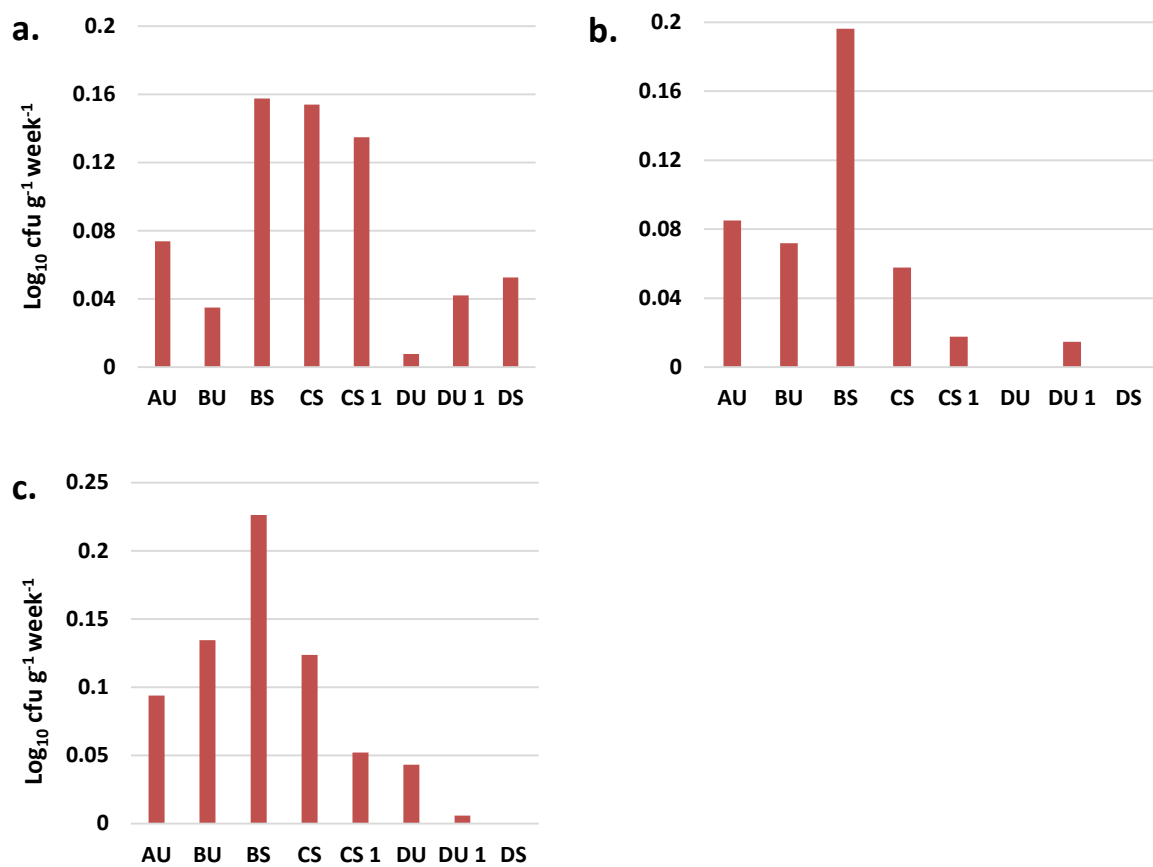 a.
Log₁₀ cfu g⁻¹ week⁻¹
0.2
0.16
0.12
0.08
0.04
0
AU BU BS CS CS 1 DU DU 1 DS
b.
0.2
0.16
0.12
0.08
0.04
0
AU BU BS CS CS 1 DU DU 1 DS
c.
Log₁₀ cfu g⁻¹ week⁻¹
0.25
0.2
0.15
0.1
0.05
0
AU BU BS CS CS 1 DU DU 1 DS